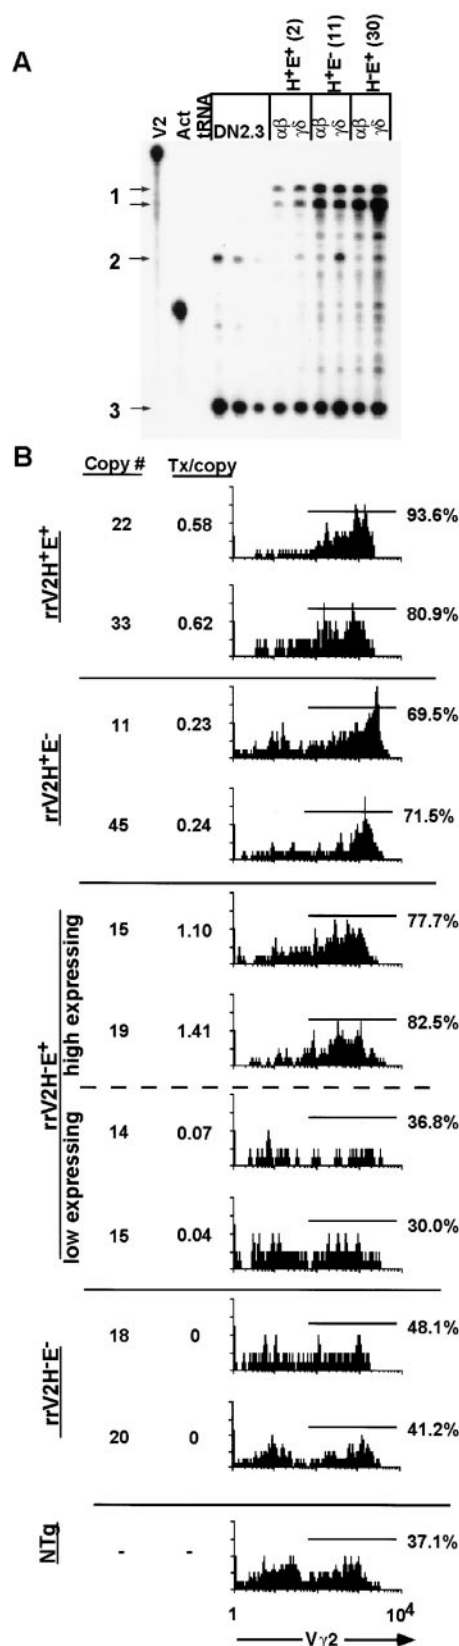 A
H+E+ (2)
H+E- (11)
H-E+ (30)
V2
Act
tRNA
DN2.3
αβ
γδ
αβ
γδ
αβ
γδ
1
2
3
B
Copy #
Tx/copy
rrV2H+E+
22
0.58
93.6%
33
0.62
80.9%
rrV2H+E-
11
0.23
69.5%
45
0.24
71.5%
rrV2H-E+
high expressing
15
1.10
77.7%
19
1.41
82.5%
low expressing
14
0.07
36.8%
15
0.04
30.0%
rrV2H-E-
18
0
48.1%
20
0
41.2%
NTg
-
-
37.1%
1
10⁴
Vγ2